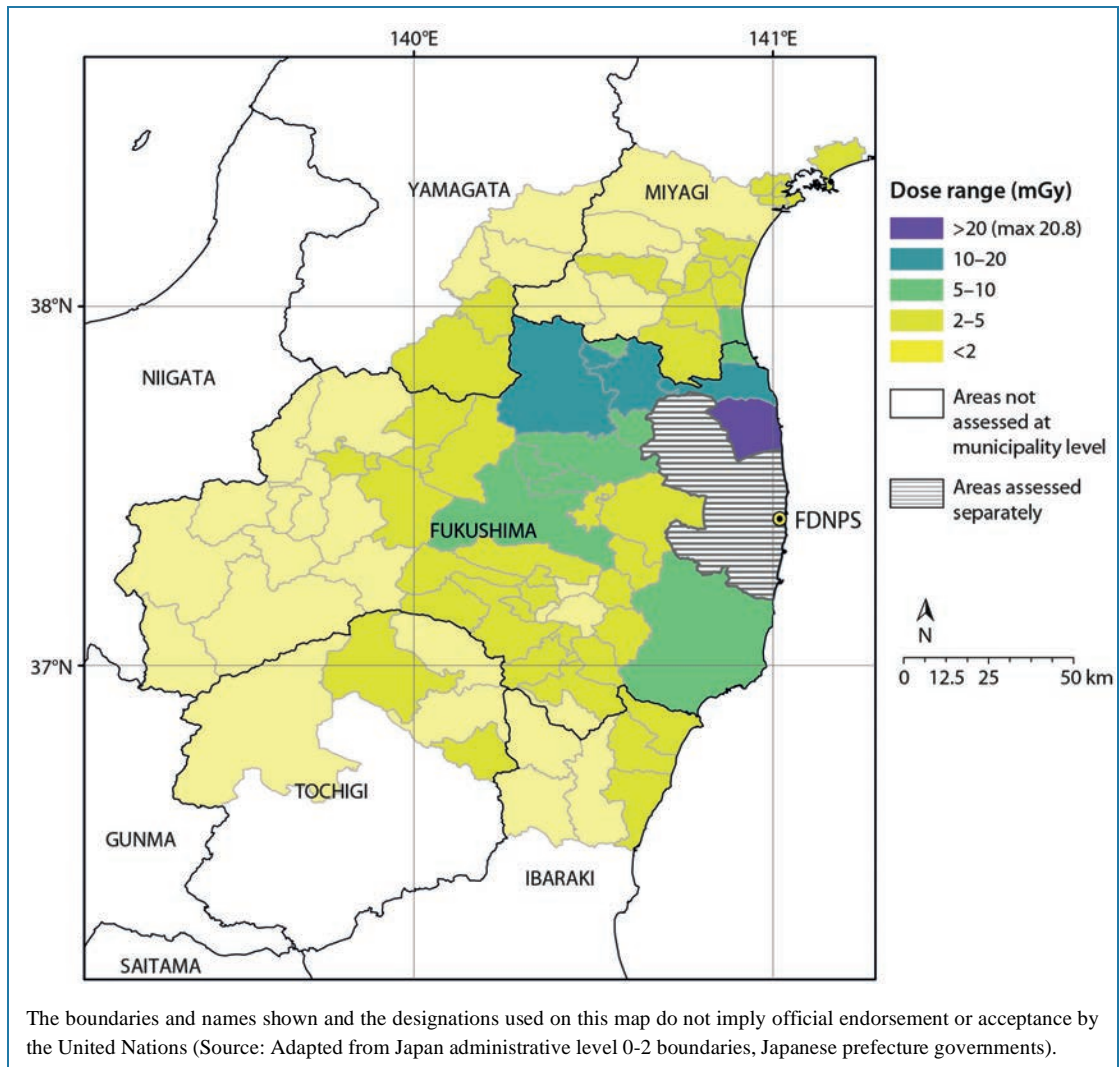 140°E 141°E
YAMAGATA
MIYAGI
38°N
NIIGATA
FUKUSHIMA
FDNPS
37°N
TOCHIGI
GUNMA
IBARAKI
SAITAMA
Dose range (mGy)
>20 (max 20.8)
10–20
5–10
2–5
<2
Areas not
assessed at
municipality level
Areas assessed
separately
N
0 12.5 25 50 km
The boundaries and names shown and the designations used on this map do not imply official endorsement or acceptance by
the United Nations (Source: Adapted from Japan administrative level 0-2 boundaries, Japanese prefecture governments).